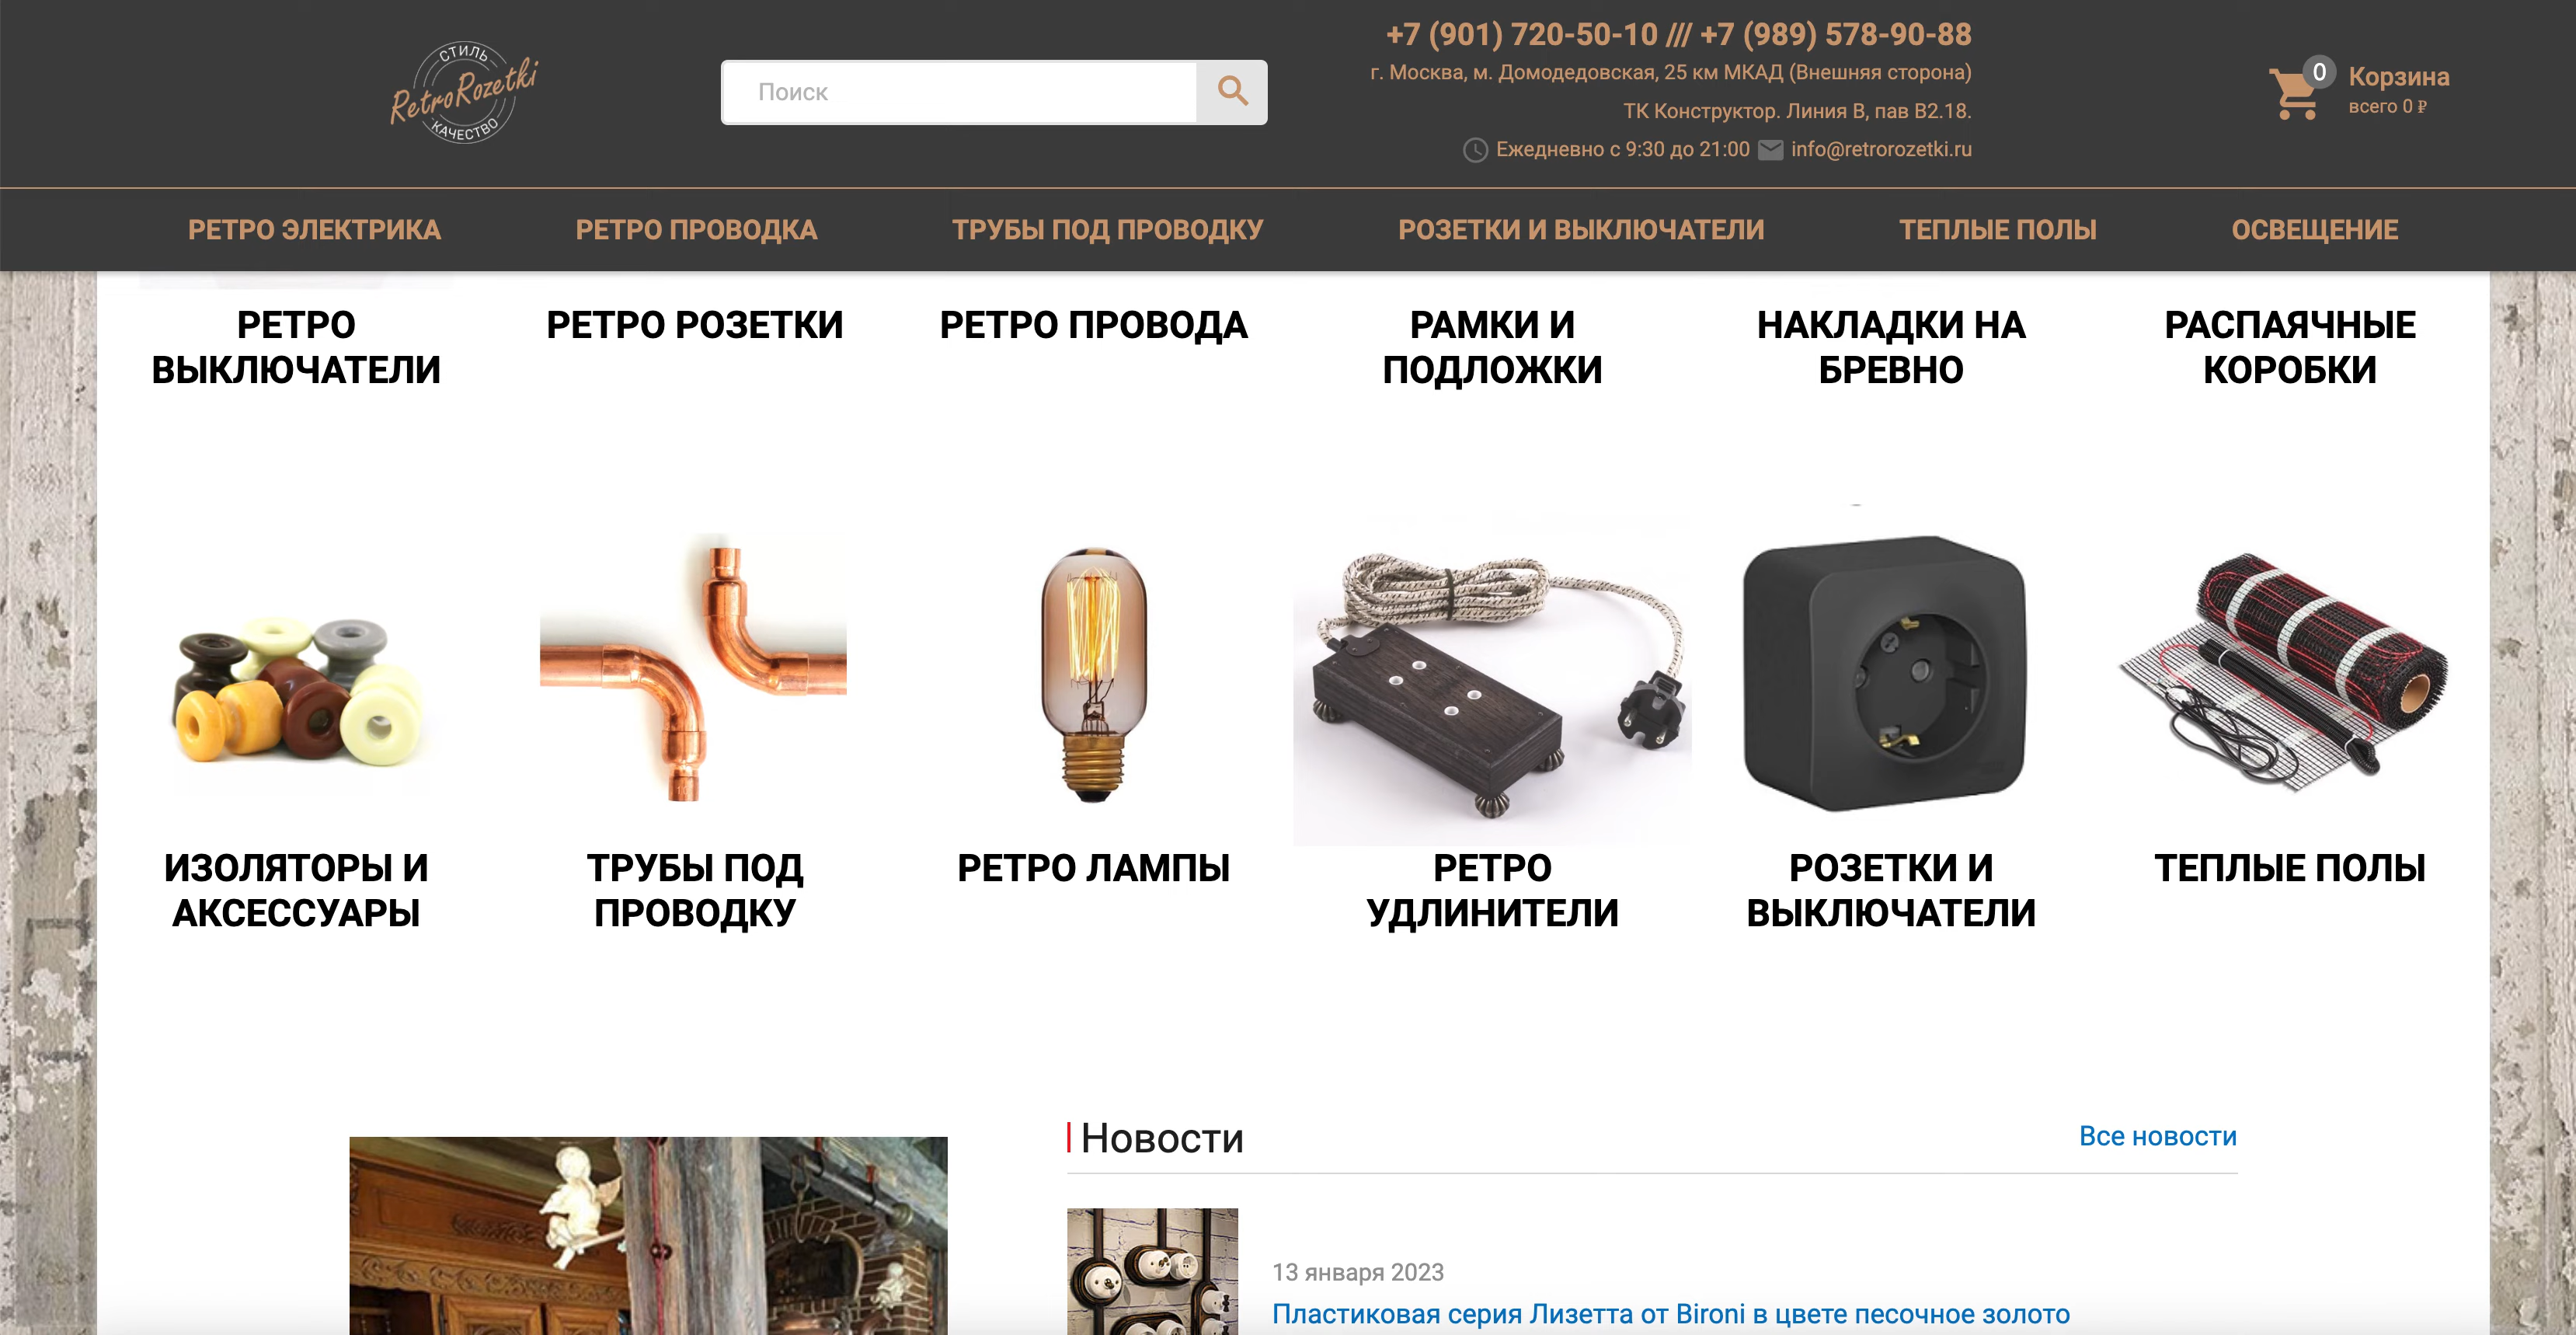 СТИЛЬ
RetroRozetki
КАЧЕСТВО
Поиск
+7 (901) 720-50-10 /// +7 (989) 578-90-88
г. Москва, м. Домодедовская, 25 км МКАД (Внешняя сторона)
ТК Конструктор. Линия В, пав В2.18.
Ежедневно с 9:30 до 21:00 info@retrorozetki.ru
0
Корзина
всего 0 ₽
РЕТРО ЭЛЕКТРИКА
РЕТРО ПРОВОДКА
ТРУБЫ ПОД ПРОВОДКУ
РОЗЕТКИ И ВЫКЛЮЧАТЕЛИ
ТЕПЛЫЕ ПОЛЫ
ОСВЕЩЕНИЕ
РЕТРО
ВЫКЛЮЧАТЕЛИ
РЕТРО РОЗЕТКИ
РЕТРО ПРОВОДА
РАМКИ И
ПОДЛОЖКИ
НАКЛАДКИ НА
БРЕВНО
РАСПАЯЧНЫЕ
КОРОБКИ
ИЗОЛЯТОРЫ И
АКСЕССУАРЫ
ТРУБЫ ПОД
ПРОВОДКУ
РЕТРО ЛАМПЫ
РЕТРО
УДЛИНИТЕЛИ
РОЗЕТКИ И
ВЫКЛЮЧАТЕЛИ
ТЕПЛЫЕ ПОЛЫ
Новости
Все новости
13 января 2023
Пластиковая серия Лизетта от Bironi в цвете песочное золото